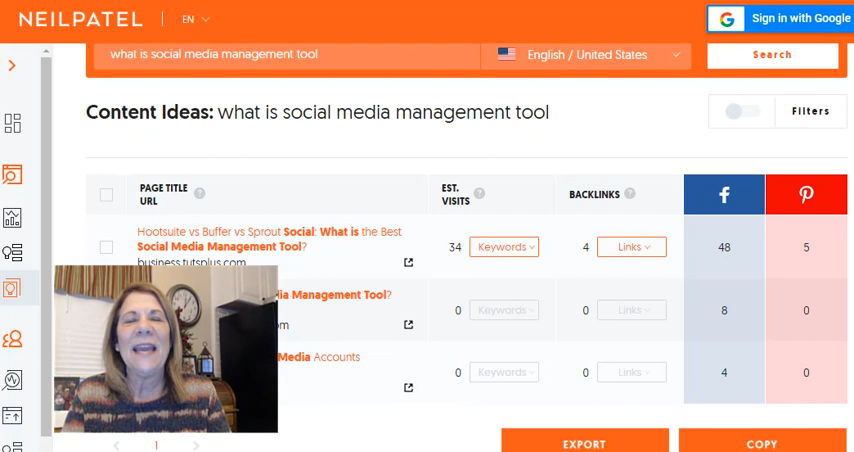 NEILPATEL
EN
Sign in with Google
what is social media management tool
English / United States
Search
Content Ideas: what is social media management tool
Filters
PAGE TITLE
URL
EST.
VISITS
BACKLINKS
Hootsuite vs Buffer vs Sprout Social: What is the Best
Social Media Management Tool?
business.tutsplus.com
34
Keywords
4
Links
48
5
Management Tool?
om
0
Keywords
0
Links
8
0
Media Accounts
0
Keywords
0
Links
4
0
1
EXPORT
COPY